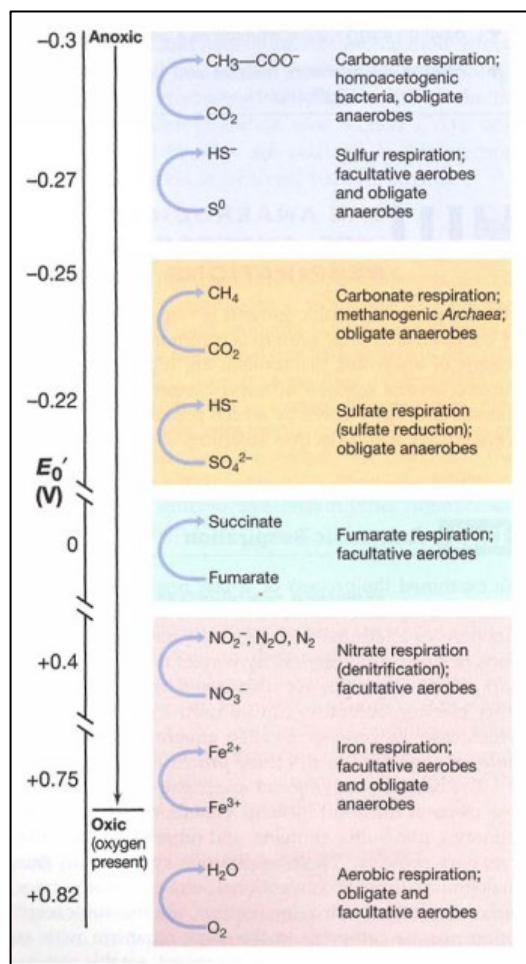 −0.3
Anoxic
CH3—COO−
CO2
Carbonate respiration;
homoacetogenic
bacteria, obligate
anaerobes
−0.27
HS−
S0
Sulfur respiration;
facultative aerobes
and obligate
anaerobes
−0.25
CH4
CO2
Carbonate respiration;
methanogenic Archaea;
obligate anaerobes
−0.22
HS−
SO4 2−
Sulfate respiration
(sulfate reduction);
obligate anaerobes
E0′
(V)
0
Succinate
Fumarate
Fumarate respiration;
facultative aerobes
+0.4
NO2−, N2O, N2
NO3−
Nitrate respiration
(denitrification);
facultative aerobes
+0.75
Fe2+
Fe3+
Iron respiration;
facultative aerobes
and obligate
anaerobes
Oxic
(oxygen
present)
+0.82
H2O
O2
Aerobic respiration;
obligate and
facultative aerobes